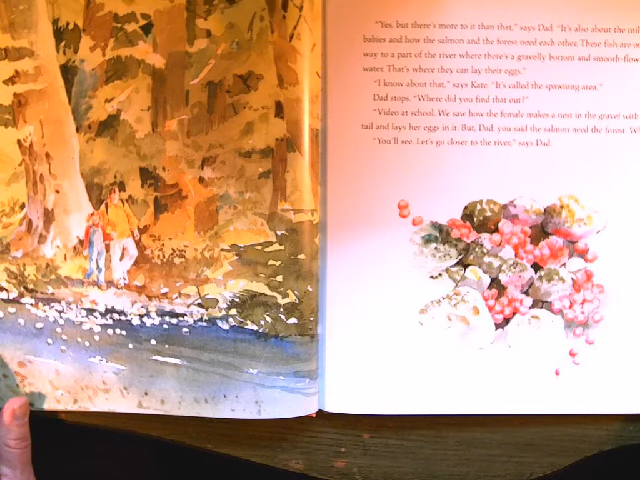 "Yes, but there's more to it than that," says Dad. "It's also about the
babies and how the salmon and the forest need each other. These fish are
way to a part of the river where there's a gravelly bottom and smooth-flow
water. That's where they can lay their eggs."
"I know about that," says Kate. "It's called the spawning area."
Dad stops. "Where did you find that out?"
"Video at school. We saw how the female makes a nest in the gravel with
tail and lays her eggs in it. But, Dad, you said the salmon need the forest.
"You'll see. Let's go closer to the river," says Dad.